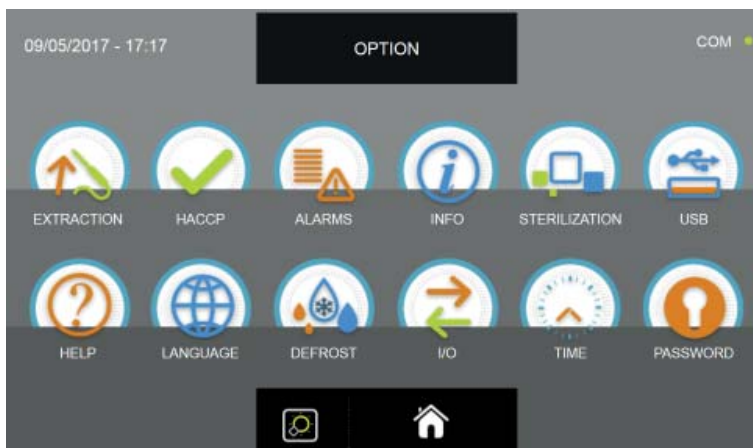 09/05/2017 - 17:17
OPTION
COM
EXTRACTION
HACCP
ALARMS
INFO
STERILIZATION
USB
HELP
LANGUAGE
DEFROST
I/O
TIME
PASSWORD